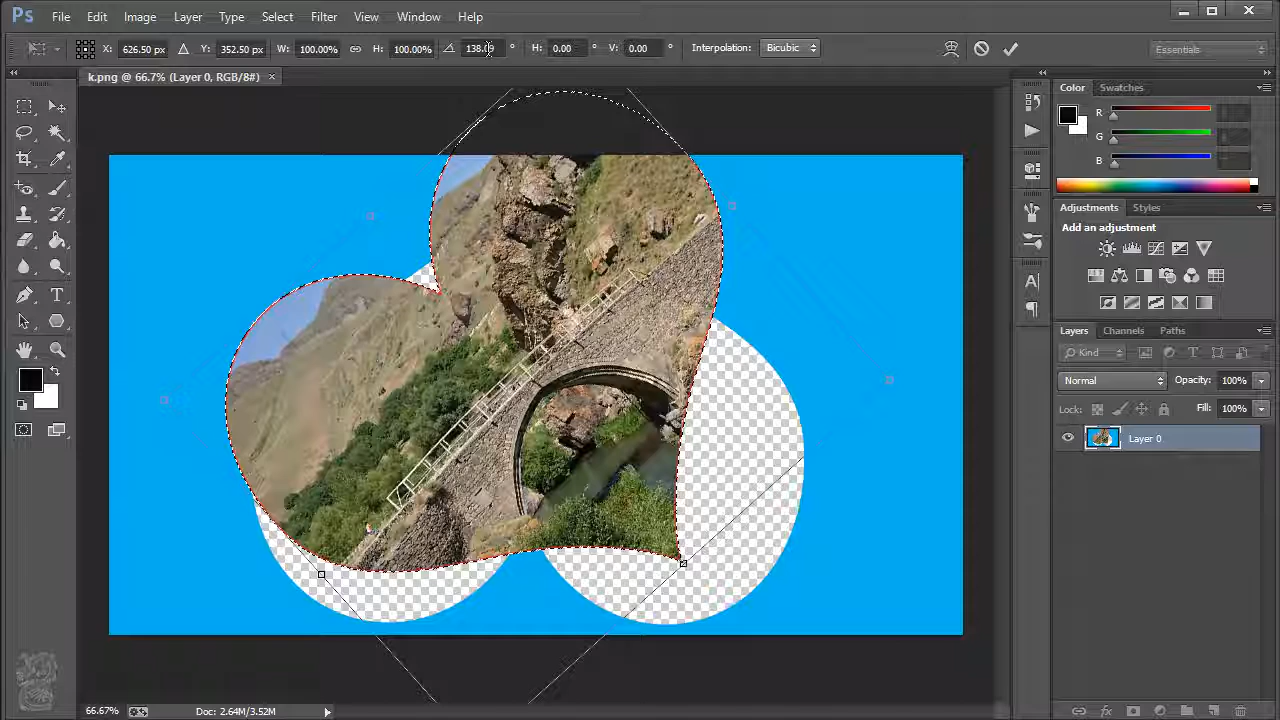 Ps File Edit Image Layer Type Select Filter View Window Help
X: 626.50 px Y: 352.50 px W: 100.00% H: 100.00% ° H: 0.00 ° V: 0.00 ° Interpolation: Bicubic Essentials
k.png @ 66.7% (Layer 0, RGB/8#) ×
Color Swatches
R
G
B
Adjustments Styles
Add an adjustment
Layers Channels Paths
Kind
Normal Opacity: 100%
Lock: Fill: 100%
Layer 0
66.67% Doc: 2.64M/3.52M